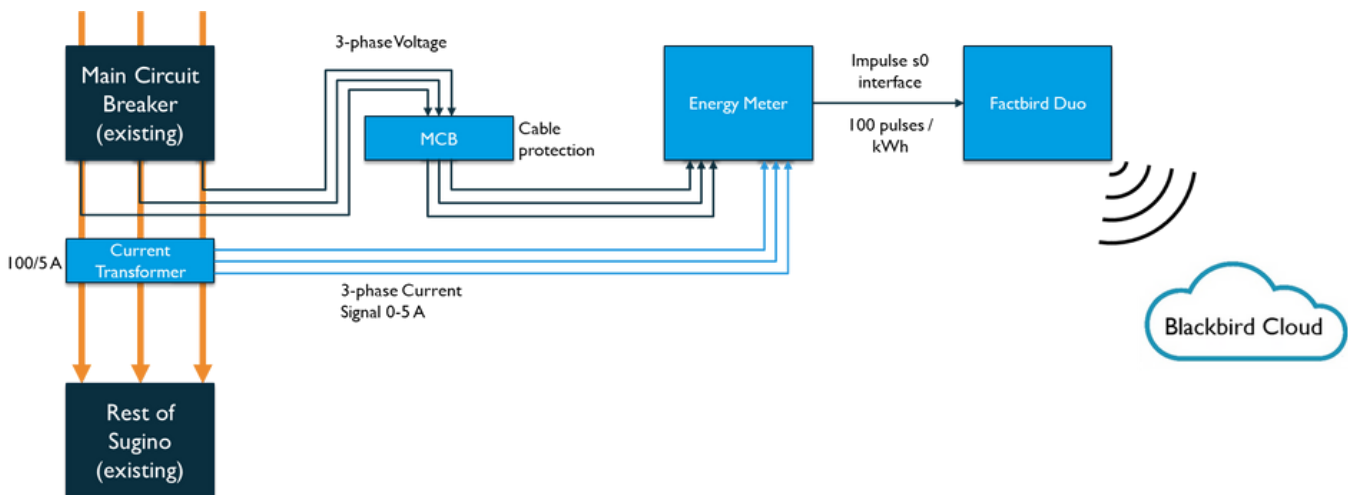 3-phase Voltage
Main Circuit
Breaker
(existing)
MCB
Cable
protection
Energy Meter
Impulse s0
interface
100 pulses /
kWh
Factbird Duo
100/5 A
Current
Transformer
3-phase Current
Signal 0-5 A
Blackbird Cloud
Rest of
Sugino
(existing)